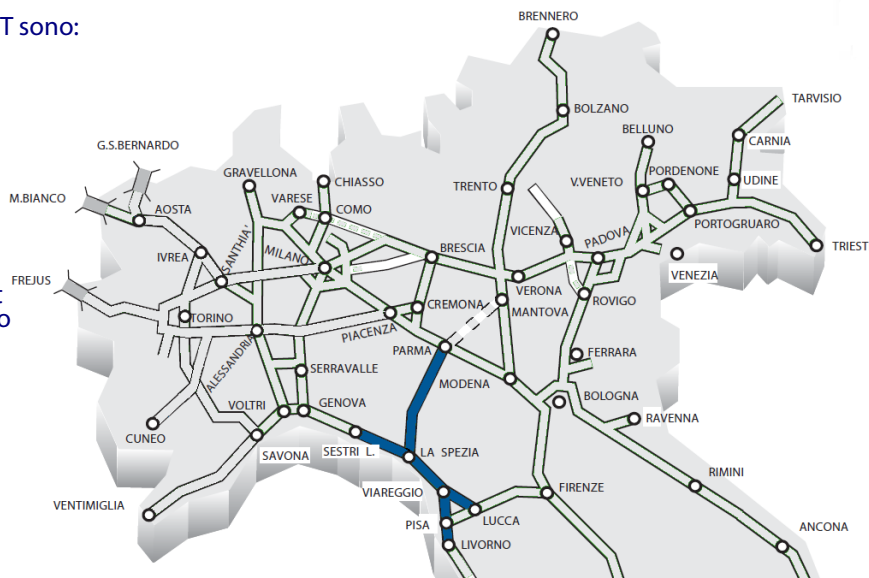 T sono:
BRENNERO
TARVISIO
BOLZANO
BELLUNO
CARNIA
G.S.BERNARDO
GRAVELLONA
CHIASSO
TRENTO
V.VENETO
PORDENONE
UDINE
M.BIANCO
AOSTA
VARESE
COMO
PORTOGRUARO
VICENZA
PADOVA
TRIEST
IVREA
SANTHIA'
MILANO
BRESCIA
VENEZIA
FREJUS
VERONA
ROVIGO
CREMONA
MANTOVA
TORINO
o
PIACENZA
PARMA
FERRARA
ALESSANDRIA
SERRAVALLE
MODENA
BOLOGNA
VOLTRI
GENOVA
RAVENNA
CUNEO
SAVONA
SESTRI L.
LA SPEZIA
RIMINI
VENTIMIGLIA
VIAREGGIO
FIRENZE
PISA
LUCCA
ANCONA
LIVORNO